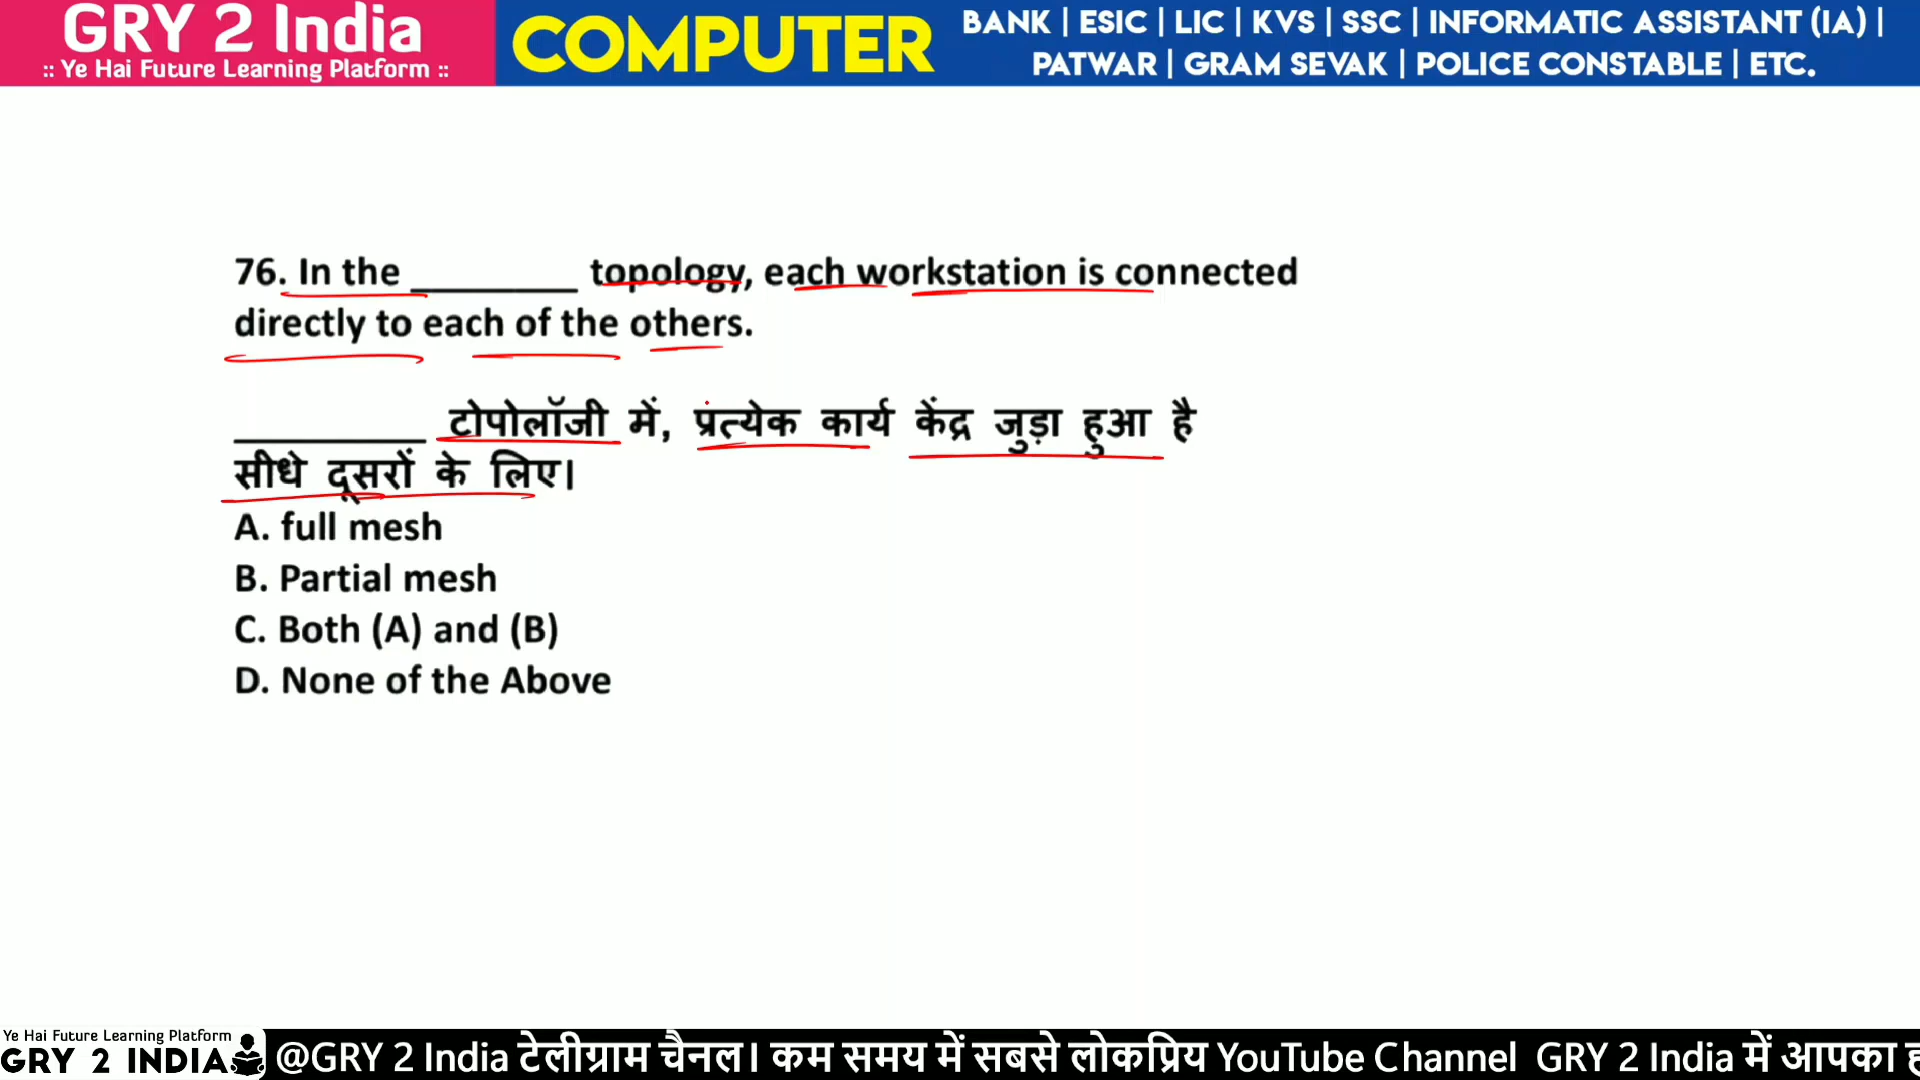 GRY 2 India
:: Ye Hai Future Learning Platform ::
COMPUTER
BANK | ESIC | LIC | KVS | SSC | INFORMATIC ASSISTANT (IA) |
PATWAR | GRAM SEVAK | POLICE CONSTABLE | ETC.
76. In the ________ topology, each workstation is connected
directly to each of the others.
_________ टोपोलॉजी में, प्रत्येक कार्य केंद्र जुड़ा हुआ है
सीधे दूसरों के लिए।
A. full mesh
B. Partial mesh
C. Both (A) and (B)
D. None of the Above
Ye Hai Future Learning Platform
GRY 2 INDIA
@GRY 2 India टेलीग्राम चैनल। कम समय में सबसे लोकप्रिय YouTube Channel GRY 2 India में आपका